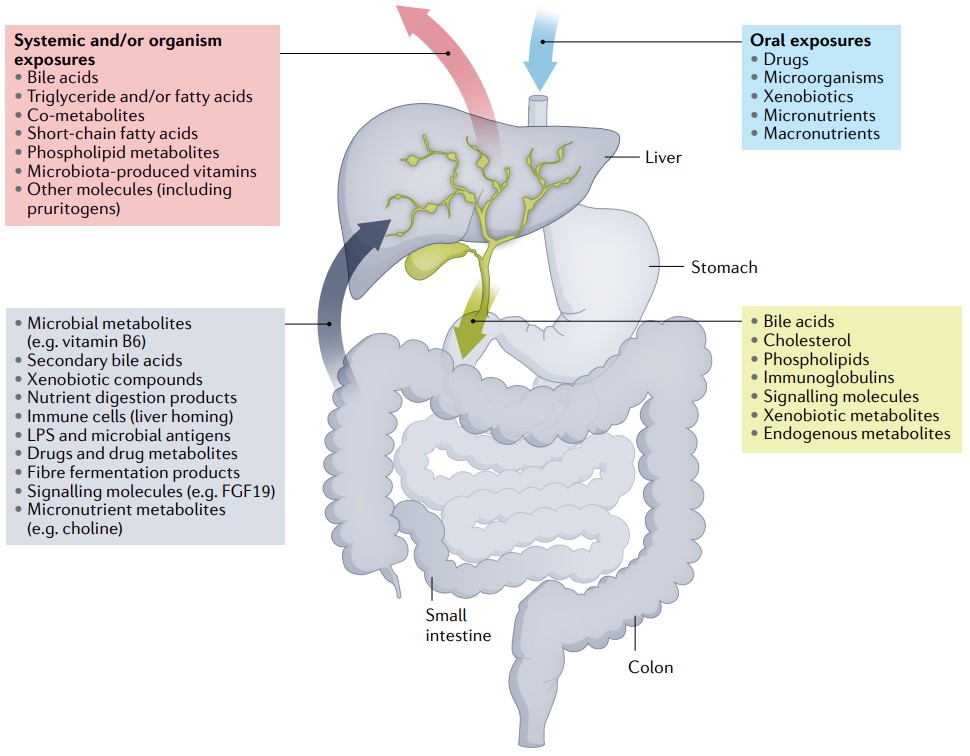 Systemic and/or organism
exposures
• Bile acids
• Triglyceride and/or fatty acids
• Co-metabolites
• Short-chain fatty acids
• Phospholipid metabolites
• Microbiota-produced vitamins
• Other molecules (including
pruritogens)
Oral exposures
• Drugs
• Microorganisms
• Xenobiotics
• Micronutrients
• Macronutrients
Liver
Stomach
• Microbial metabolites
(e.g. vitamin B6)
• Secondary bile acids
• Xenobiotic compounds
• Nutrient digestion products
• Immune cells (liver homing)
• LPS and microbial antigens
• Drugs and drug metabolites
• Fibre fermentation products
• Signalling molecules (e.g. FGF19)
• Micronutrient metabolites
(e.g. choline)
• Bile acids
• Cholesterol
• Phospholipids
• Immunoglobulins
• Signalling molecules
• Xenobiotic metabolites
• Endogenous metabolites
Small
intestine
Colon